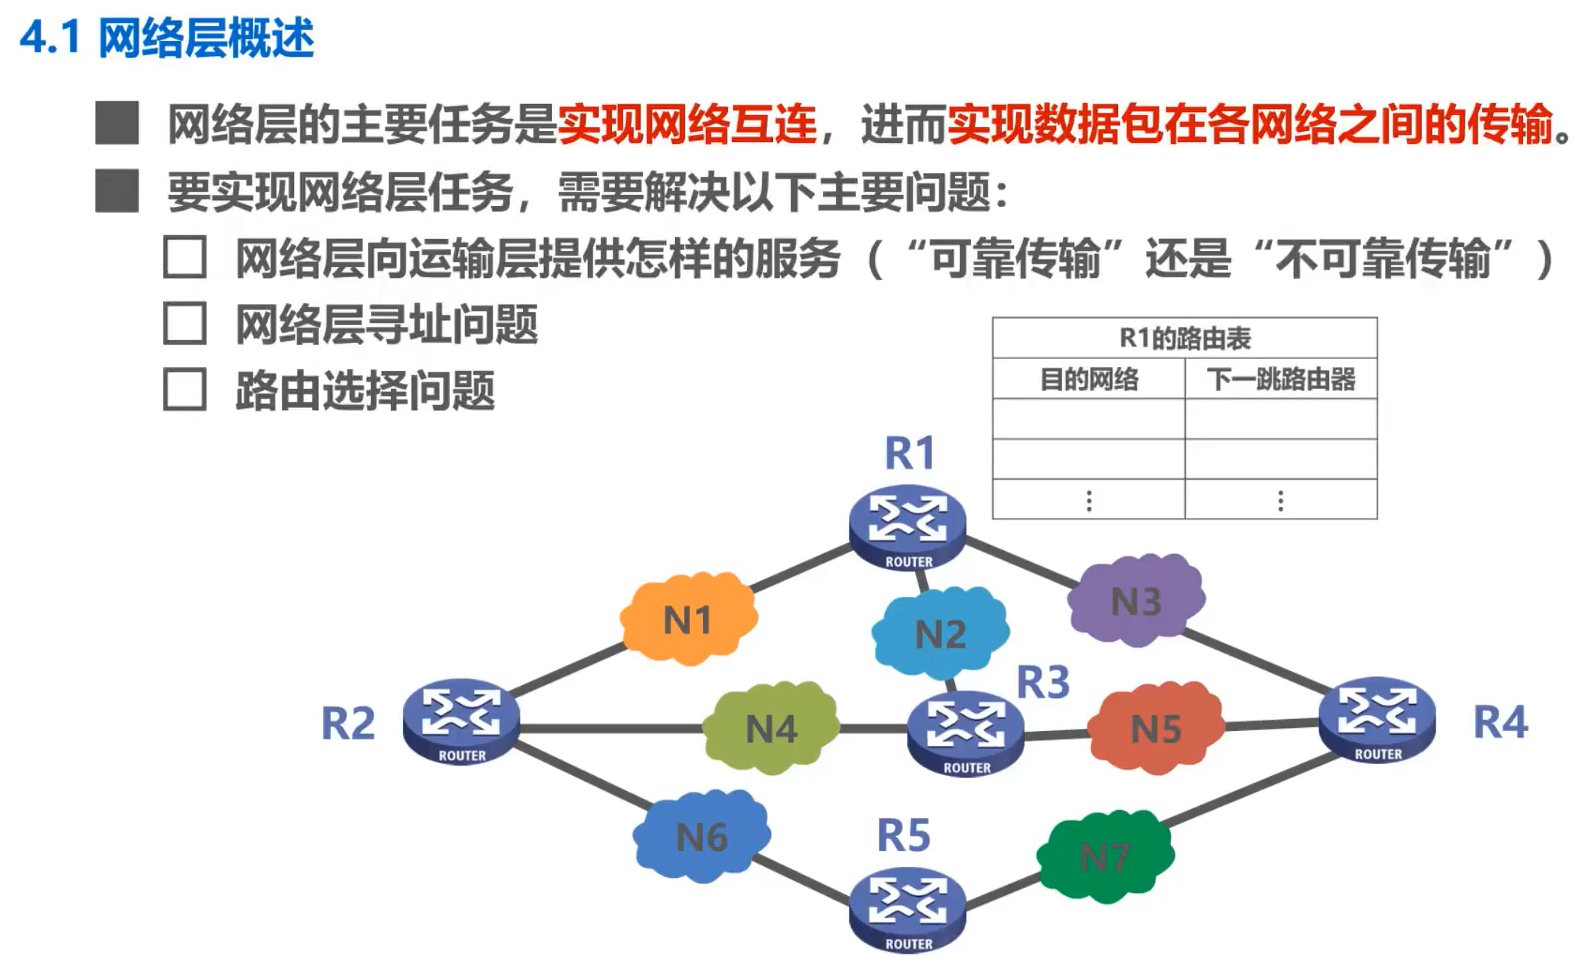 4.1 网络层概述
网络层的主要任务是实现网络互连，进而实现数据包在各网络之间的传输。
要实现网络层任务，需要解决以下主要问题：
网络层向运输层提供怎样的服务（“可靠传输”还是“不可靠传输”）
网络层寻址问题
路由选择问题
R1的路由表
目的网络 下一跳路由器
⋮ ⋮
R1
ROUTER
N1
N2
N3
R2
ROUTER
N4
R3
ROUTER
N5
R4
ROUTER
N6
R5
ROUTER
N7